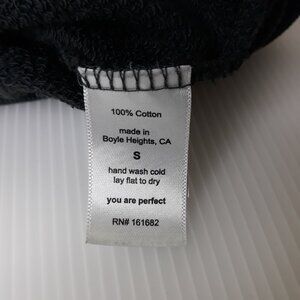 100% Cotton
made in
Boyle Heights, CA
S
hand wash cold
lay flat to dry
you are perfect
RN# 161682